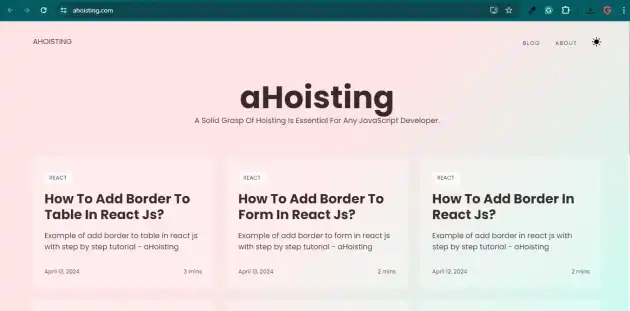 ahoisting.com
AHOISTING
BLOG
ABOUT
aHoisting
A Solid Grasp Of Hoisting Is Essential For Any JavaScript Developer.
REACT
How To Add Border To
Table In React Js?
Example of add border to table in react js
with step by step tutorial - aHoisting
April 13, 2024
3 mins
REACT
How To Add Border To
Form In React Js?
Example of add border to form in react js
with step by step tutorial - aHoisting
April 13, 2024
2 mins
REACT
How To Add Border In
React Js?
Example of add border in react js with
step by step tutorial - aHoisting
April 12, 2024
2 mins